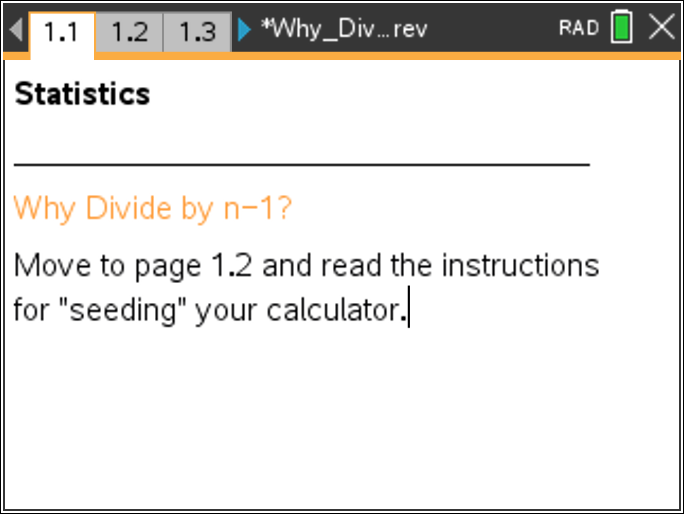 1.1 1.2 1.3 *Why_Div...rev RAD
Statistics
Why Divide by n-1?
Move to page 1.2 and read the instructions
for "seeding" your calculator.